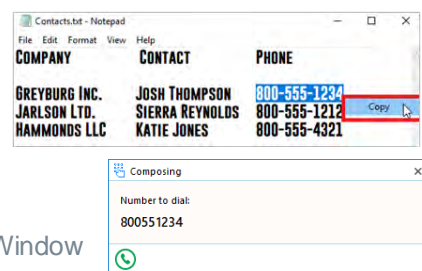 Contacts.txt - Notepad
File Edit Format View Help
COMPANY CONTACT PHONE
GREYBURG INC. JOSH THOMPSON 800-555-1234
JARLSON LTD. SIERRA REYNOLDS 800-555-1212
HAMMONDS LLC KATIE JONES 800-555-4321
Copy
Composing
Number to dial:
800551234
Window